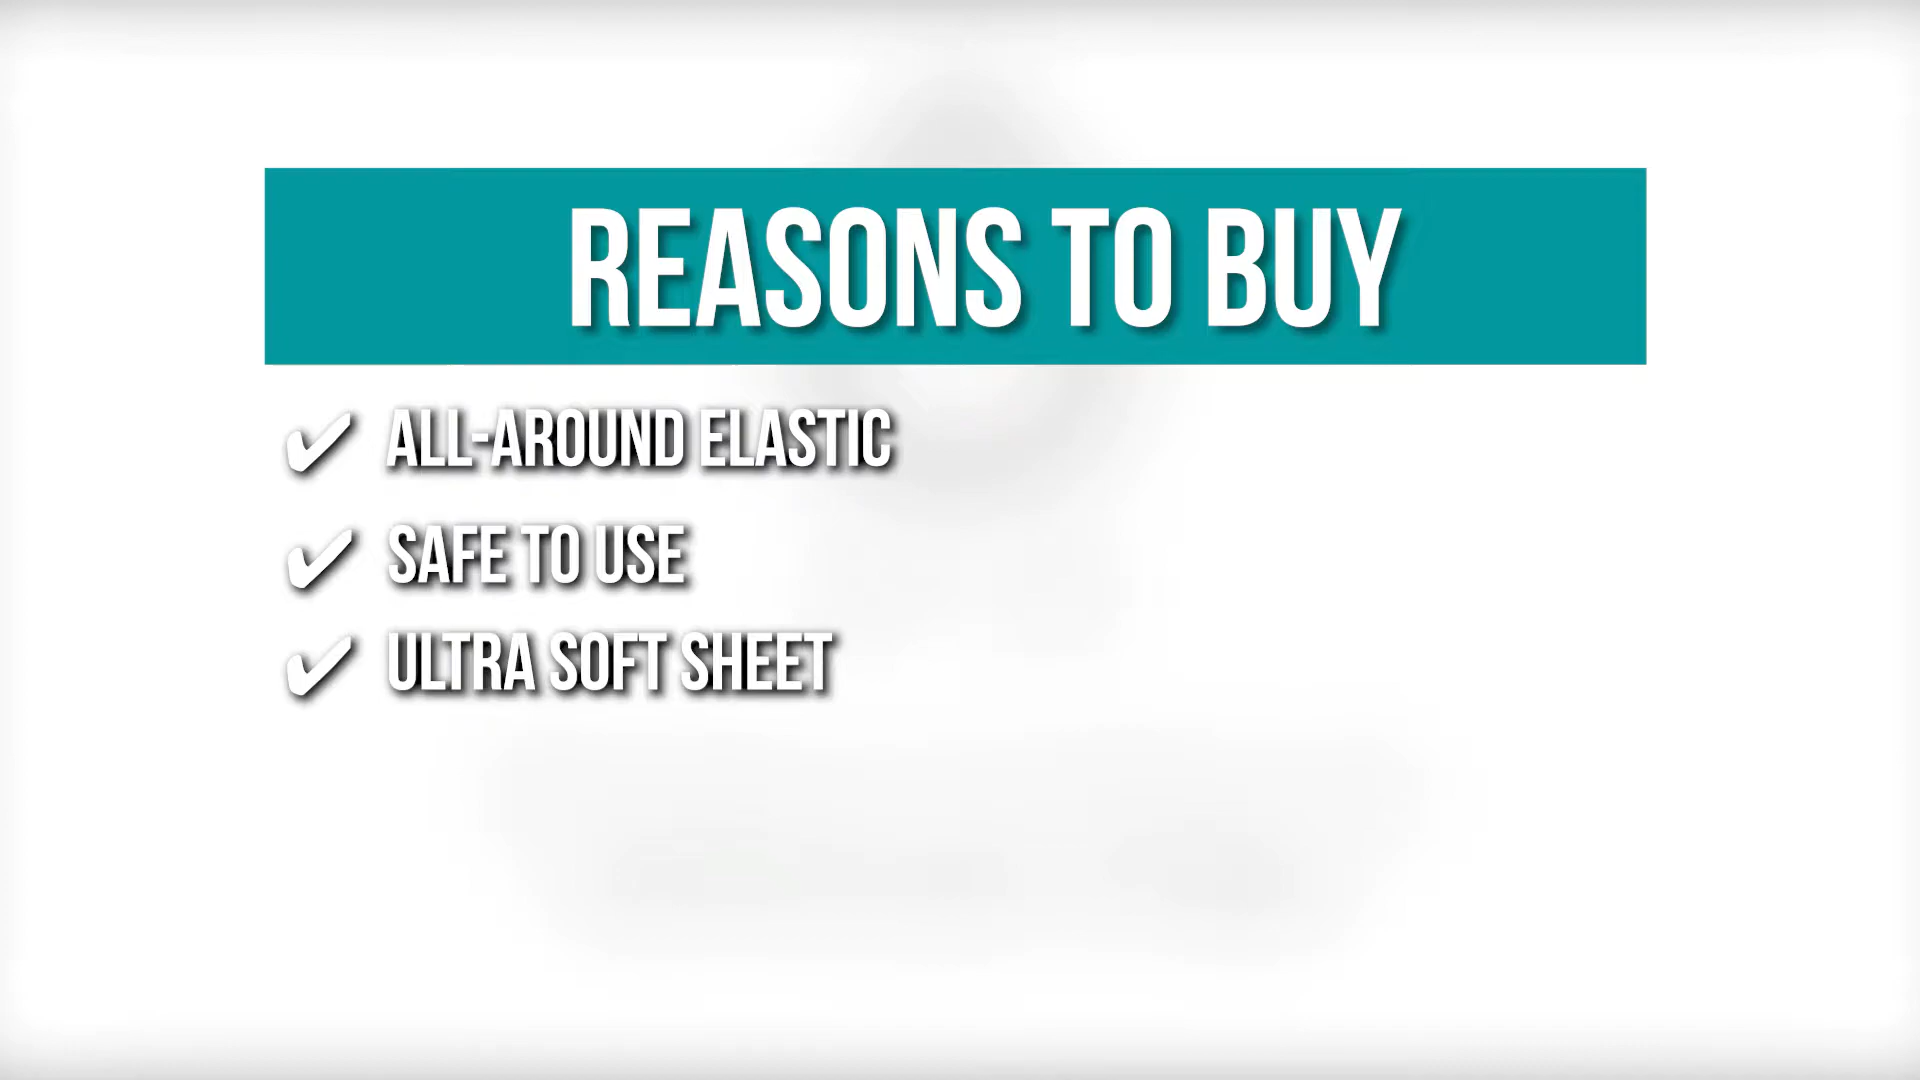 REASONS TO BUY
✔ ALL-AROUND ELASTIC
✔ SAFE TO USE
✔ ULTRA SOFT SHEET